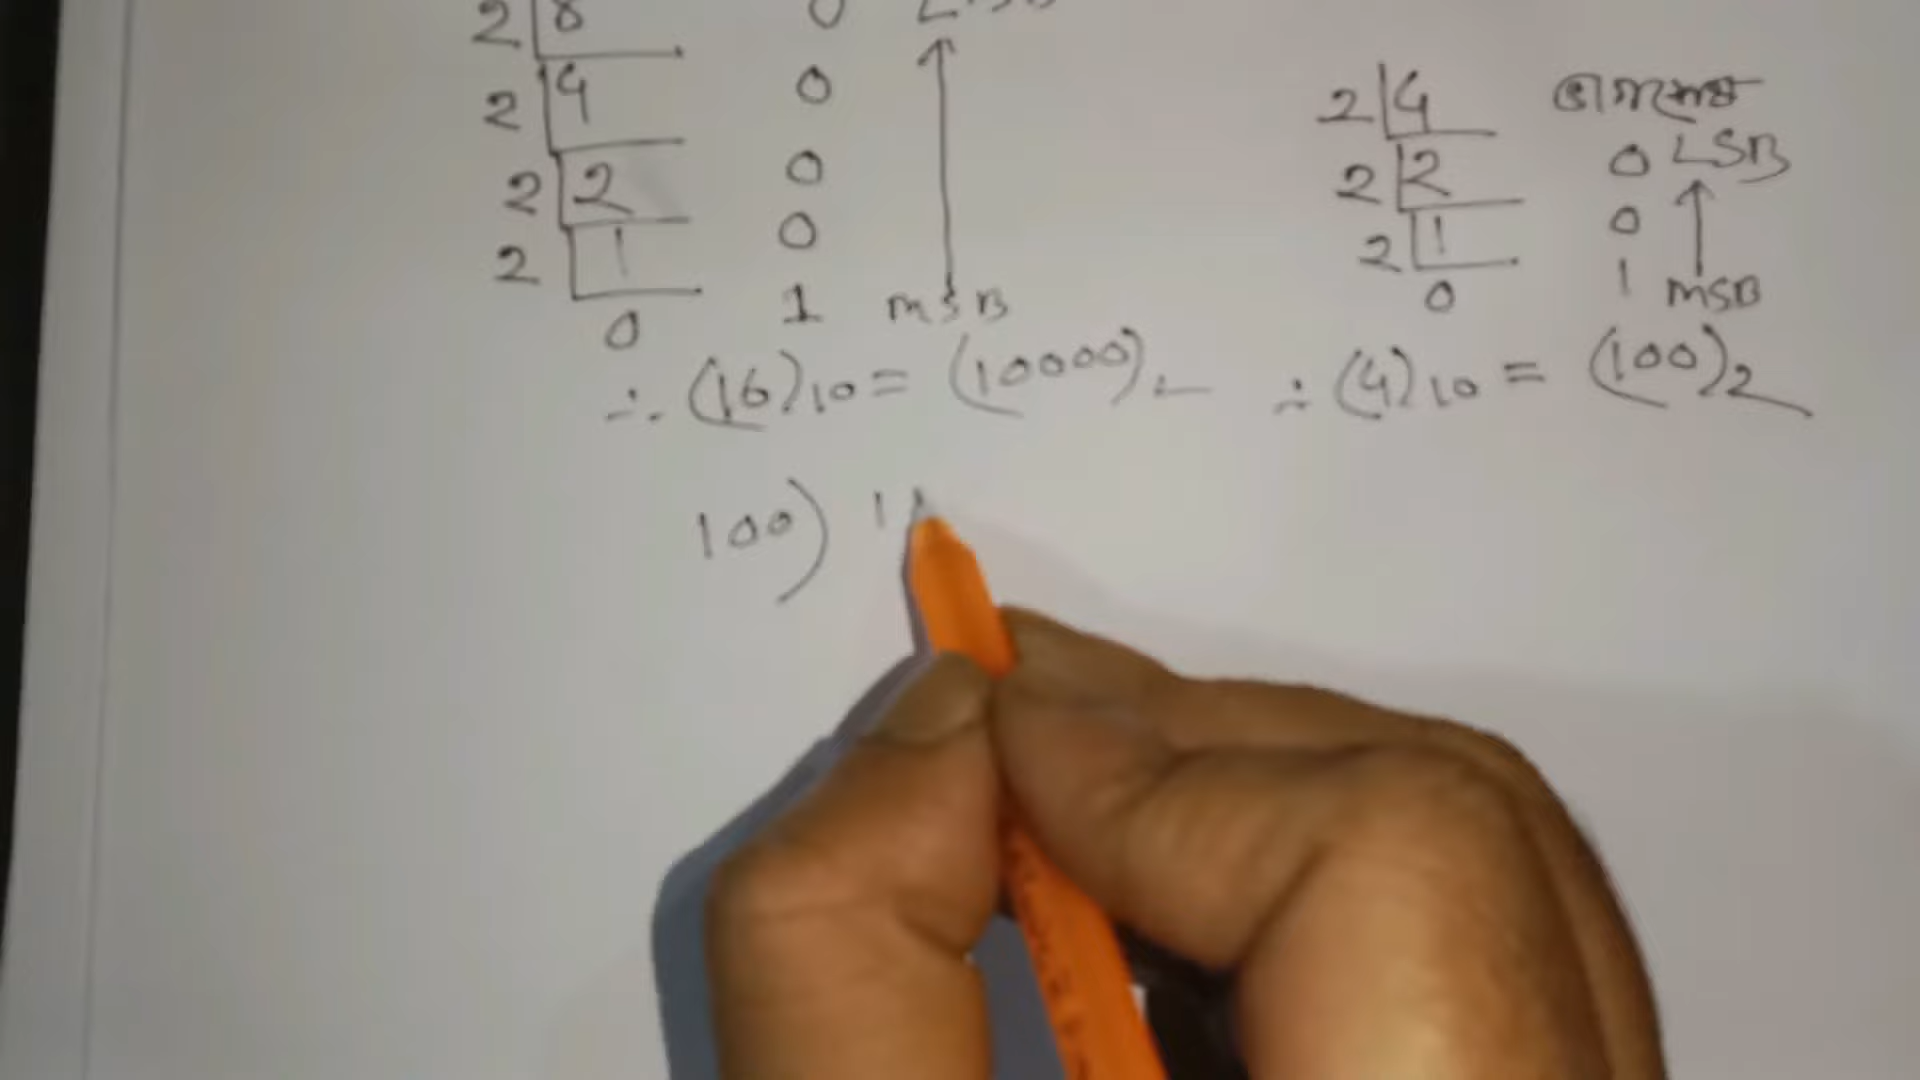 2 8 0
2 4 0
2 2 0
2 1 0
0 1 MSB
∴ (16)10 = (10000)2
2 4 ভাগশেষ
2 2 0 LSB
2 1 0
0 1 MSB
∴ (4)10 = (100)2
100) 1